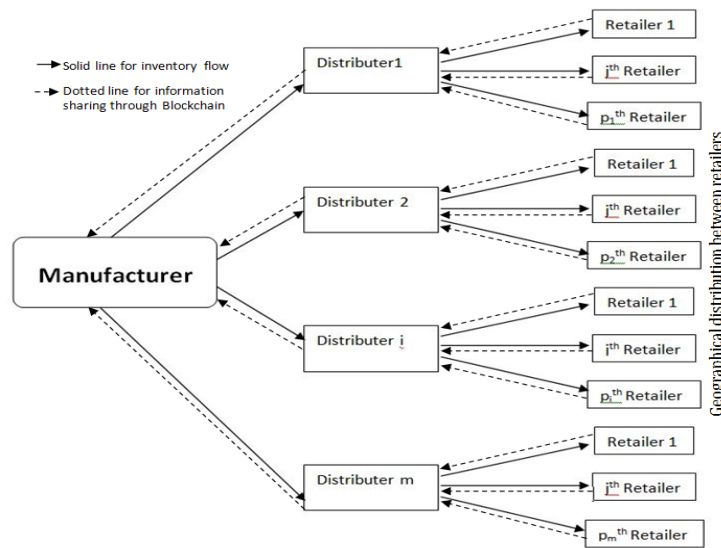 Solid line for inventory flow
Dotted line for information
sharing through Blockchain
Manufacturer
Distributer1
Retailer 1
jth Retailer
p1th Retailer
Distributer 2
Retailer 1
jth Retailer
p2th Retailer
Distributer i
Retailer 1
ith Retailer
pith Retailer
Distributer m
Retailer 1
jth Retailer
pmth Retailer
Geographical distribution between retailers